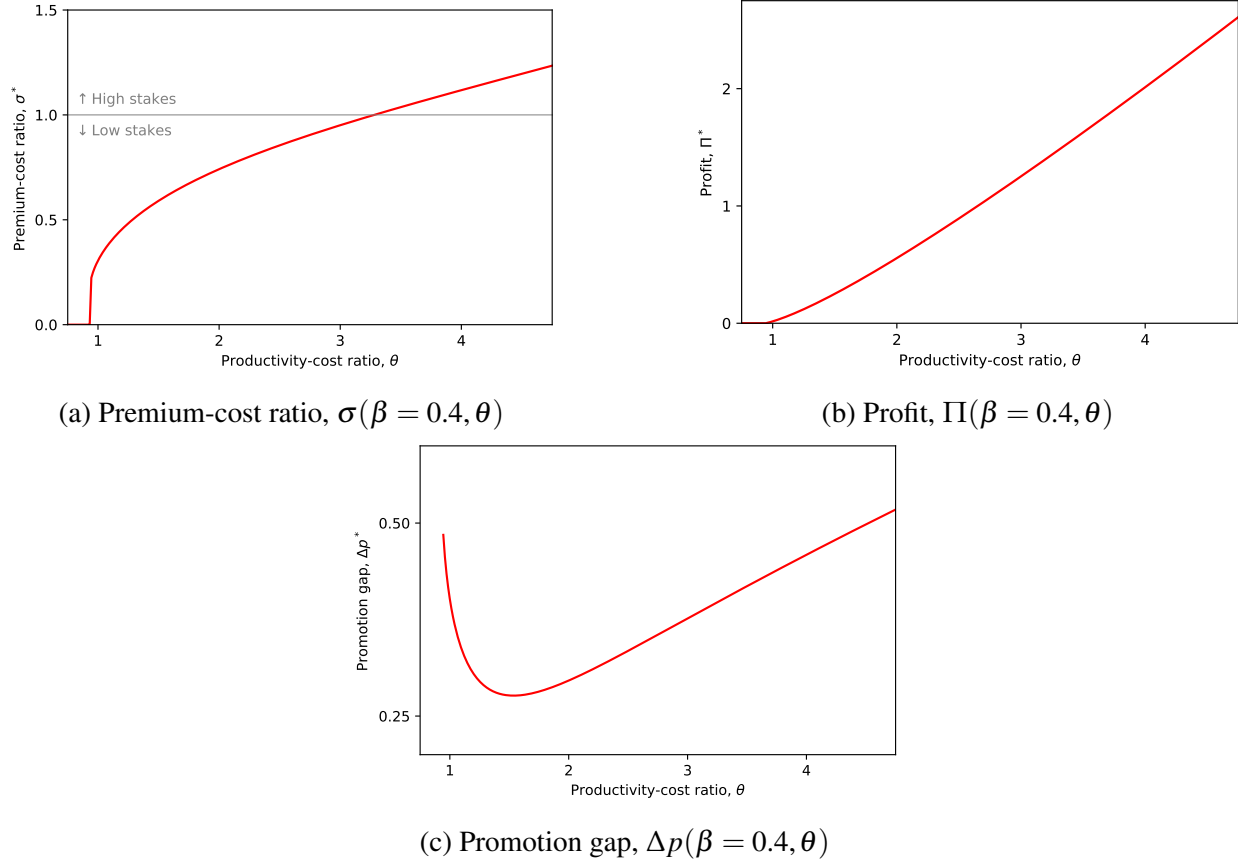 1.5
1.0
0.5
0.0
Premium-cost ratio, σ*
↑ High stakes
↓ Low stakes
1 2 3 4
Productivity-cost ratio, θ
(a) Premium-cost ratio, σ(β = 0.4, θ)
2
1
0
Profit, Π*
1 2 3 4
Productivity-cost ratio, θ
(b) Profit, Π(β = 0.4, θ)
0.50
0.25
Promotion gap, Δp*
1 2 3 4
Productivity-cost ratio, θ
(c) Promotion gap, Δp(β = 0.4, θ)